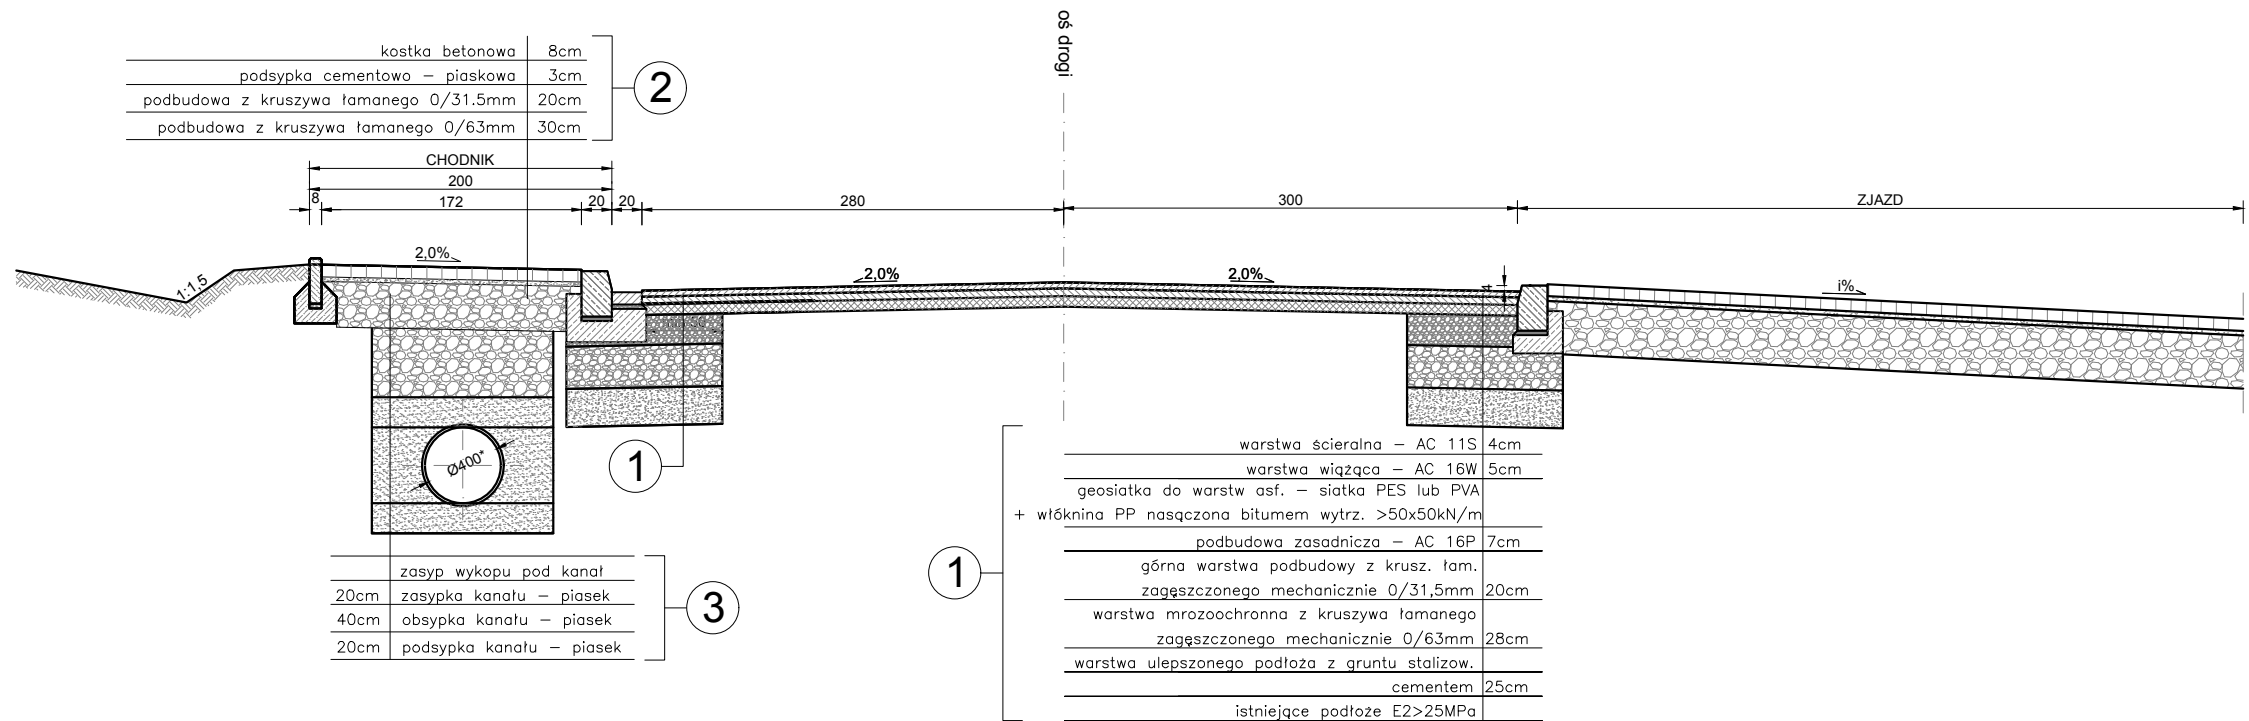 oś drogi
kostka betonowa 8cm
podsypka cementowo – piaskowa 3cm
podbudowa z kruszywa łamanego 0/31.5mm 20cm
podbudowa z kruszywa łamanego 0/63mm 30cm
2
CHODNIK
200
8 172 20 20 280 300 ZJAZD
1:1,5
2,0%
2,0%
2,0%
4
i%
Ø400*
1
zasyp wykopu pod kanał
20cm zasypka kanału – piasek
40cm obsypka kanału – piasek
20cm podsypka kanału – piasek
3
1
warstwa ścieralna – AC 11S 4cm
warstwa wiążąca – AC 16W 5cm
geosiatka do warstw asf. – siatka PES lub PVA
+ włóknina PP nasączona bitumem wytrz. >50x50kN/m
podbudowa zasadnicza – AC 16P 7cm
górna warstwa podbudowy z krusz. łam.
zagęszczonego mechanicznie 0/31,5mm 20cm
warstwa mrozoochronna z kruszywa łamanego
zagęszczonego mechanicznie 0/63mm 28cm
warstwa ulepszonego podłoża z gruntu stalizow.
cementem 25cm
istniejące podłoże E2>25MPa